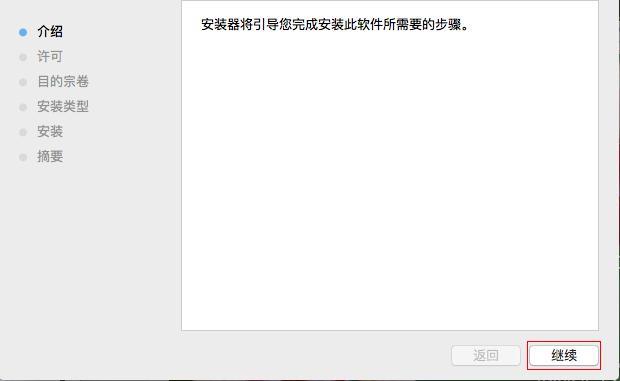 安装器将引导您完成安装此软件所需要的步骤。
介绍
许可
目的宗卷
安装类型
安装
摘要
返回
继续